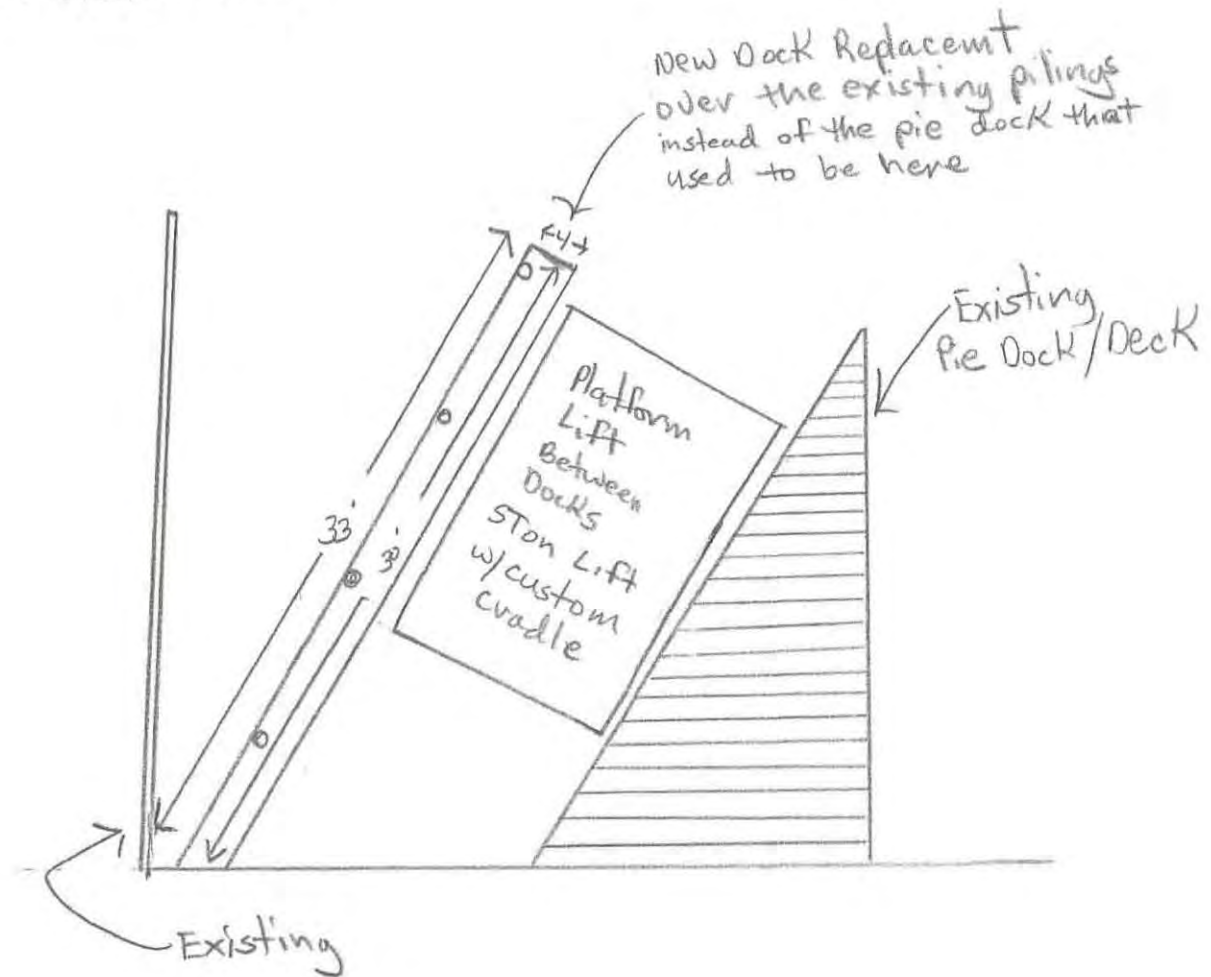 New Dock Replacemt
over the existing pilings
instead of the pie dock that
used to be here
4
Existing
Pie Dock/Deck
Platform
Lift
Between
Docks
5Ton Lift
w/custom
cradle
33'
Existing